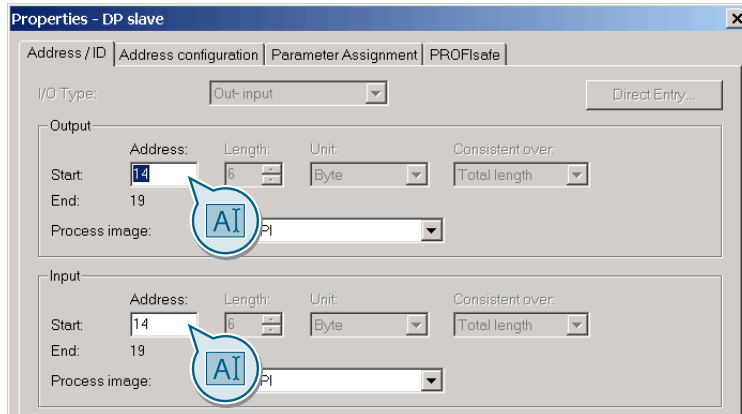 Properties - DP slave
Address / ID Address configuration Parameter Assignment PROFIsafe
I/O Type: Out- input Direct Entry...
Output
Address: Length: Unit: Consistent over:
Start: 14 6 Byte Total length
End: 19
Process image: PI
AI
Input
Address: Length: Unit: Consistent over:
Start: 14 6 Byte Total length
End: 19
Process image: PI
AI